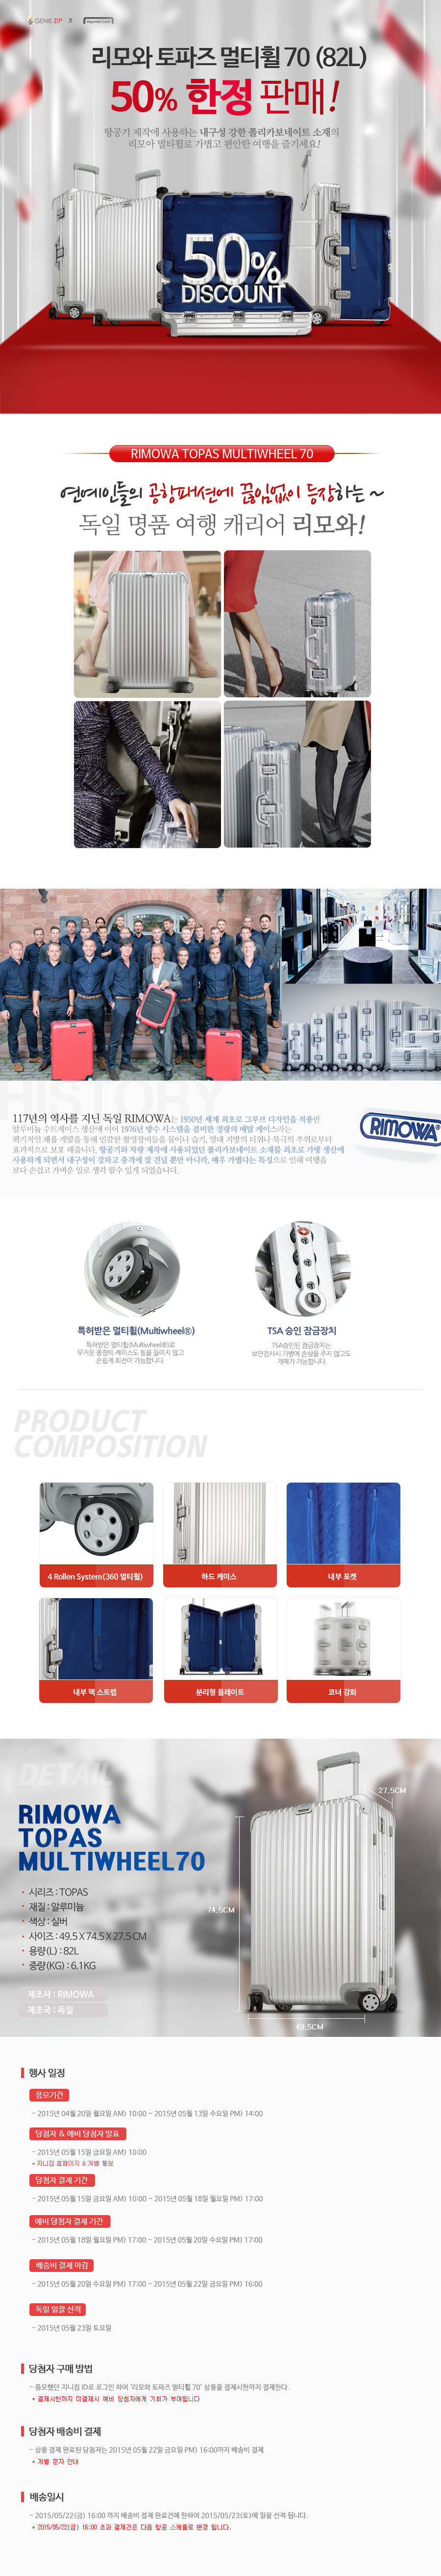 GENIE ZIP X HyundaiCard
리모와 토파즈 멀티휠 70 (82L)
50% 한정 판매!
항공기 제작에 사용하는 내구성 강한 폴리카보네이트 소재의
리모아 멀티휠로 가볍고 편안한 여행을 즐기세요!
50%
DISCOUNT
RIMOWA TOPAS MULTIWHEEL 70
연예인들의 공항패션에 끊임없이 등장하는 ~
독일 명품 여행 캐리어 리모와!
HISTORY
117년의 역사를 지닌 독일 RIMOWA는 1950년 세계 최초로 그루브 디자인을 적용한
알루미늄 수트케이스 생산에 이어 1976년 방수 시스템을 겸비한 경량의 메탈 케이스라는
획기적인 제품 개발을 통해 민감한 촬영장비들을 물이나 습기, 열대 지방의 더위나 북극의 추위로부터
효과적으로 보호 해줍니다. 항공기와 차량 제작에 사용되었던 폴리카보네이트 소재를 최초로 가방 생산에
사용하게 되면서 내구성이 강하고 충격에 잘 견딜 뿐만 아니라, 매우 가볍다는 특징으로 인해 여행을
보다 손쉽고 가벼운 일로 생각 할수 있게 되었습니다.
RIMOWA
특허받은 멀티휠(Multiwheel®)
특허받은 멀티휠(Multiwheel®)로
무거운 중량의 케이스도 힘을 들이지 않고
손쉽게 회전이 가능합니다.
TSA 승인 잠금장치
TSA승인된 잠금장치는
보안검사시 가방에 손상을 주지 않고도
개폐가 가능합니다.
PRODUCT
COMPOSITION
4 Rollen System(360 멀티휠)
하드 케이스
내부 포켓
내부 맥 스트랩
분리형 플레이트
코너 강화
DETAIL
RIMOWA
TOPAS
MULTIWHEEL70
· 시리즈 : TOPAS
· 재질 : 알루미늄
· 색상 : 실버
· 사이즈 : 49.5 X 74.5 X 27.5 CM
· 용량(L) : 82L
· 중량(KG) : 6.1KG
제조사 : RIMOWA
제조국 : 독일
27.5CM
74.5CM
49.5CM
행사 일정
응모기간
- 2015년 04월 20일 월요일 AM) 10:00 ~ 2015년 05월 13일 수요일 PM) 14:00
당첨자 & 예비 당첨자 발표
- 2015년 05월 15일 금요일 AM) 10:00
* 지니집 홈페이지 & 개별 통보
당첨자 결제 기간
- 2015년 05월 15일 금요일 AM) 10:00 ~ 2015년 05월 18일 월요일 PM) 17:00
예비 당첨자 결제 기간
- 2015년 05월 18일 월요일 PM) 17:00 ~ 2015년 05월 20일 수요일 PM) 17:00
배송비 결제 마감
- 2015년 05월 20일 수요일 PM) 17:00 ~ 2015년 05월 22일 금요일 PM) 16:00
독일 일괄 선적
- 2015년 05월 23일 토요일
당첨자 구매 방법
- 응모했던 지니집 ID로 로그인 하여 '리모와 토파즈 멀티휠 70' 상품을 결제시한까지 결제한다.
* 결제시한까지 미결제시 예비 당첨자에게 기회가 부여됩니다
당첨자 배송비 결제
- 상품 결제 완료된 당첨자는 2015년 05월 22일 금요일 PM) 16:00까지 배송비 결제
* 개별 문자 안내
배송일시
- 2015/05/22(금) 16:00 까지 배송비 결제 완료건에 한하여 2015/05/23(토)에 일괄 선적 됩니다.
* 2015/05/22(금) 16:00 초과 결제건은 다음 항공 스케줄로 변경 됩니다.